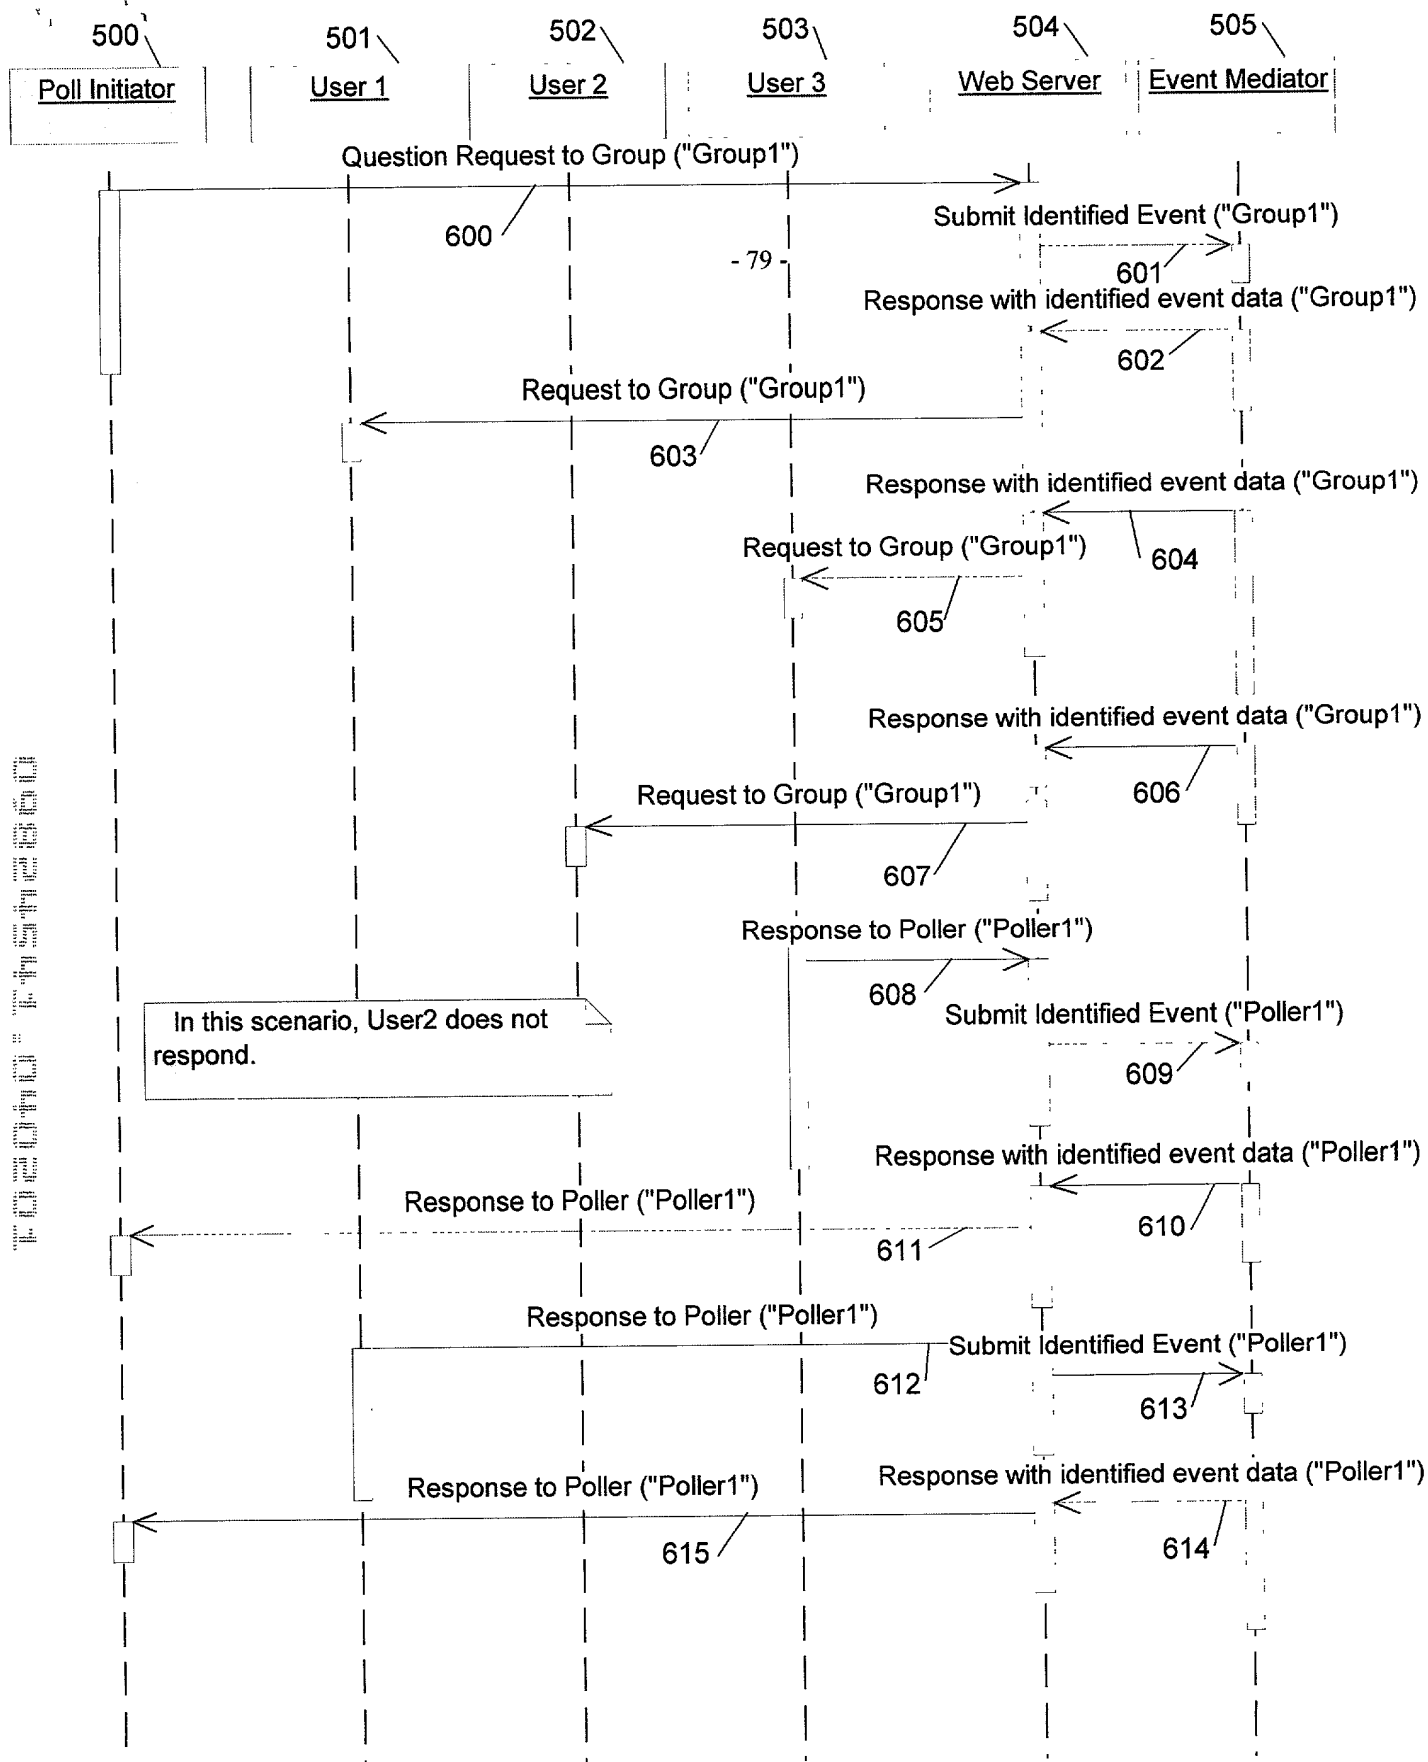 500
501
502
503
504
505
Poll Initiator
User 1
User 2
User 3
Web Server
Event Mediator
Question Request to Group ("Group1")
600
Submit Identified Event ("Group1")
- 79 -
601
Response with identified event data ("Group1")
602
Request to Group ("Group1")
603
Response with identified event data ("Group1")
604
Request to Group ("Group1")
605
Response with identified event data ("Group1")
606
Request to Group ("Group1")
607
Response to Poller ("Poller1")
608
In this scenario, User2 does not
respond.
Submit Identified Event ("Poller1")
609
Response with identified event data ("Poller1")
610
Response to Poller ("Poller1")
611
Response to Poller ("Poller1")
612
Submit Identified Event ("Poller1")
613
Response with identified event data ("Poller1")
614
Response to Poller ("Poller1")
615